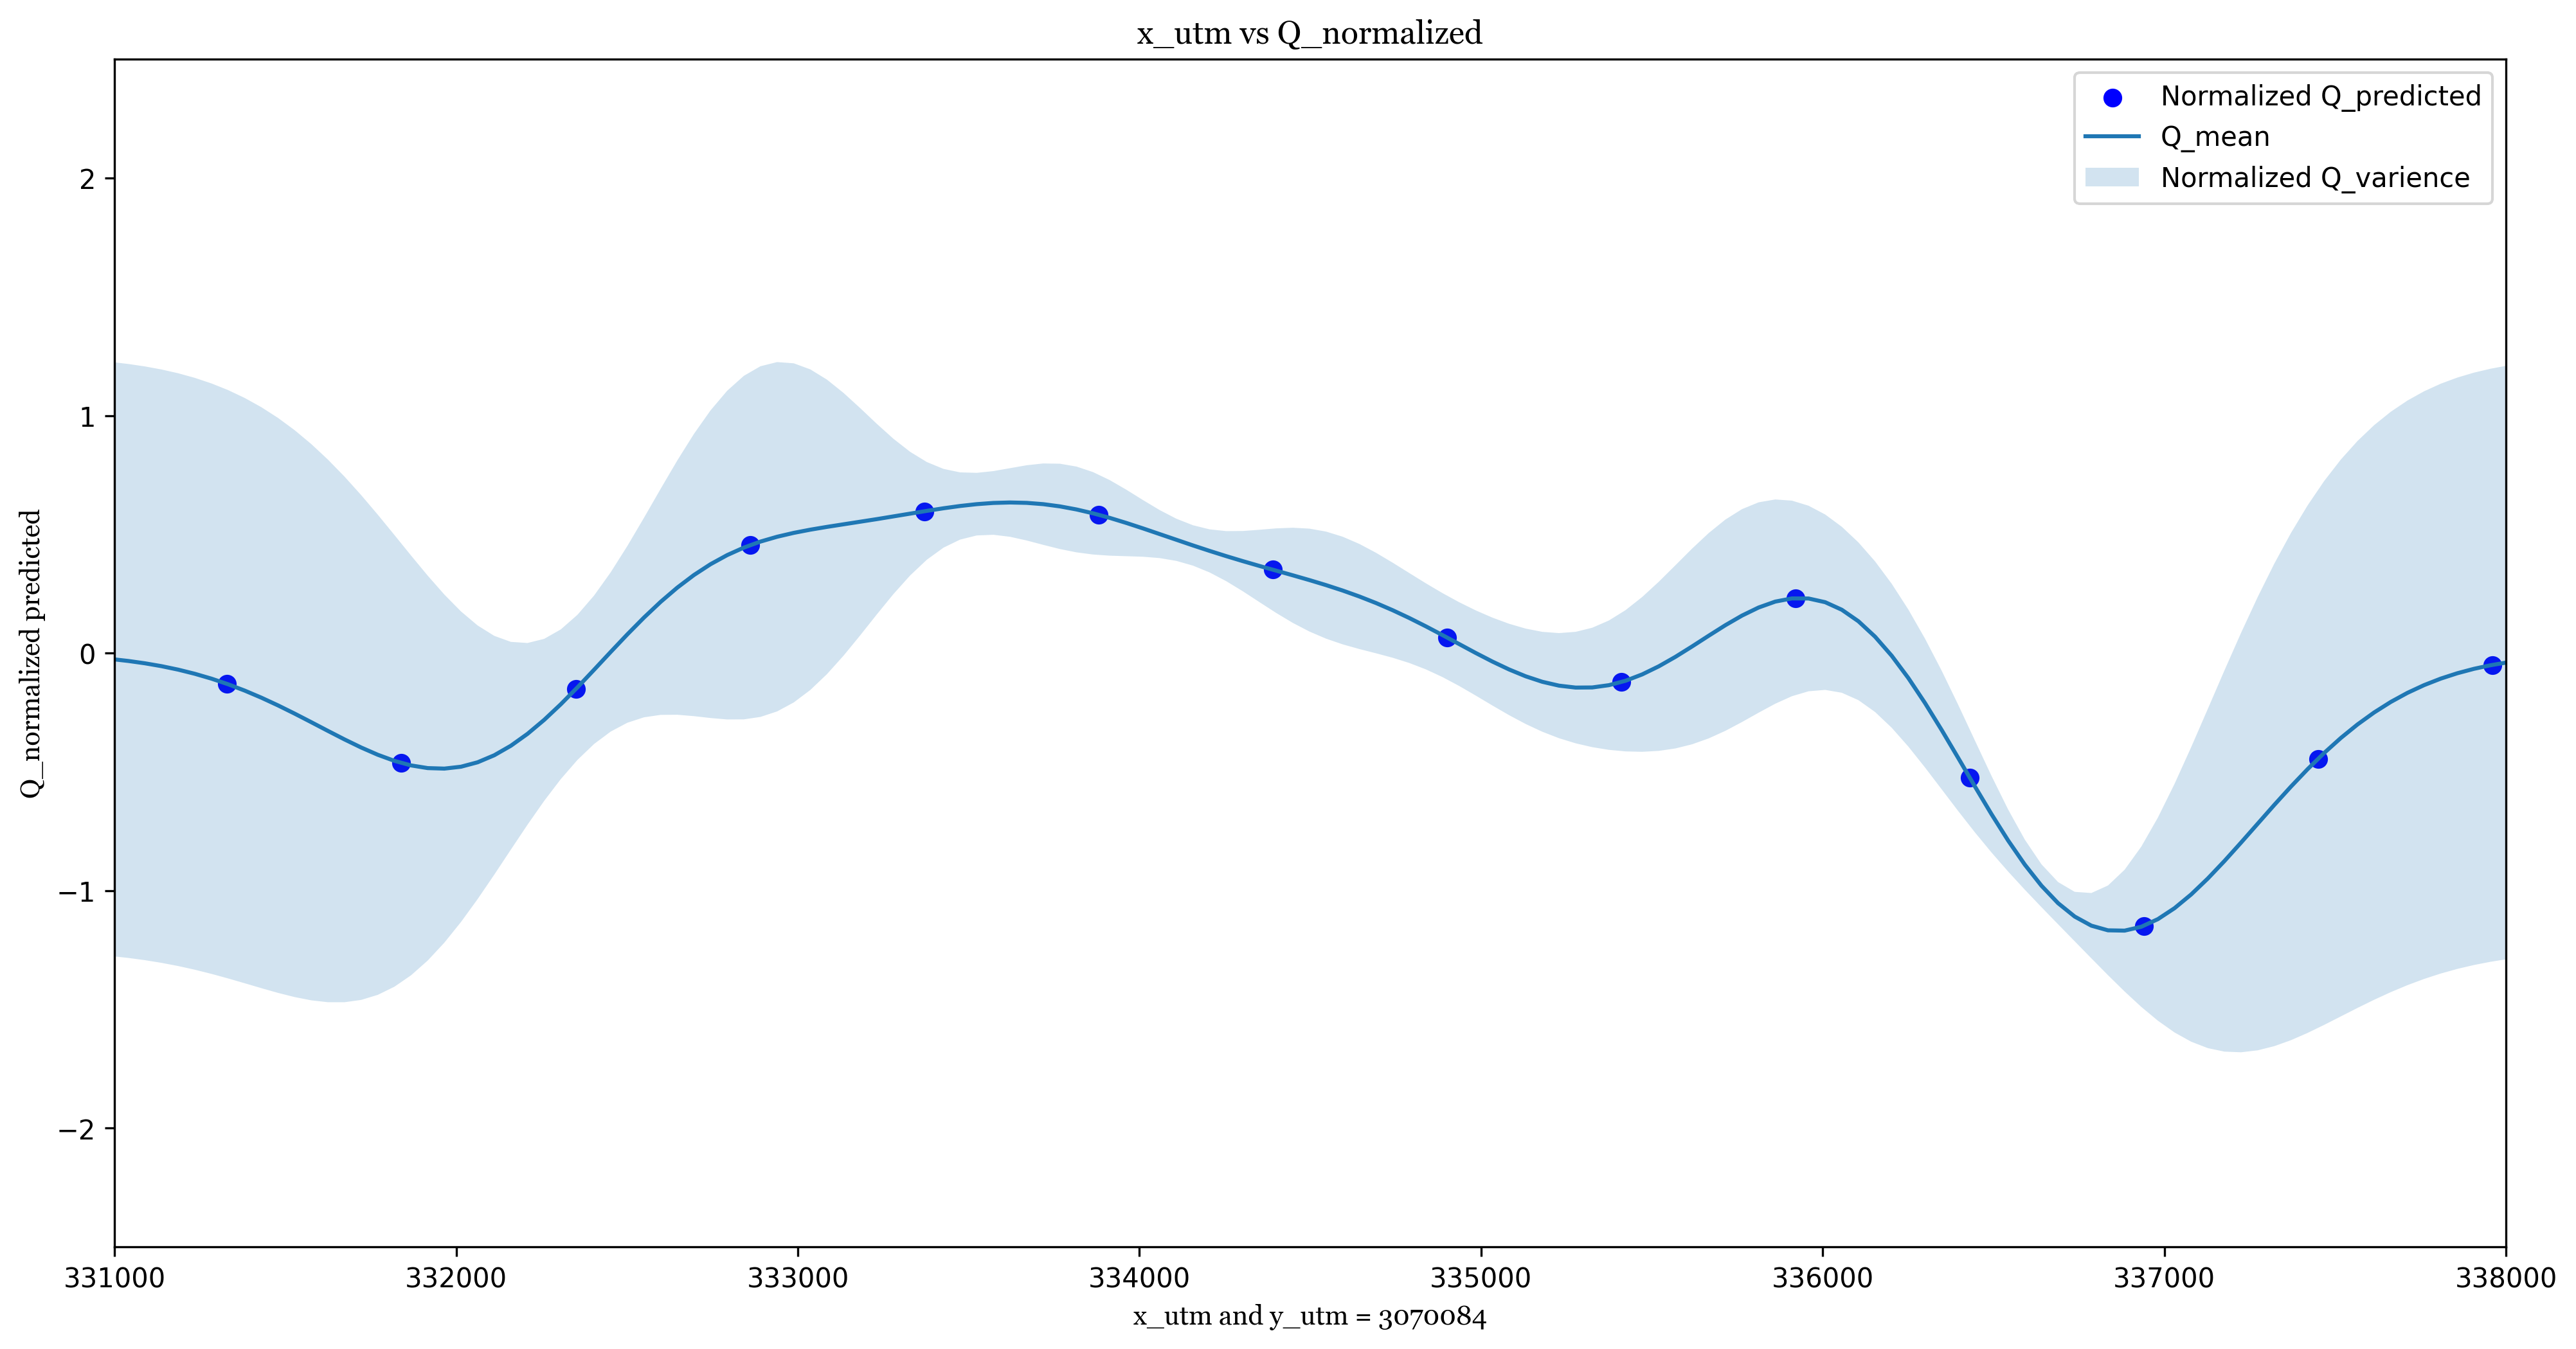 x_utm vs Q_normalized
Normalized Q_predicted
Q_mean
Normalized Q_varience
Q_normalized predicted
2
1
0
−1
−2
331000 332000 333000 334000 335000 336000 337000 338000
x_utm and y_utm = 3070084